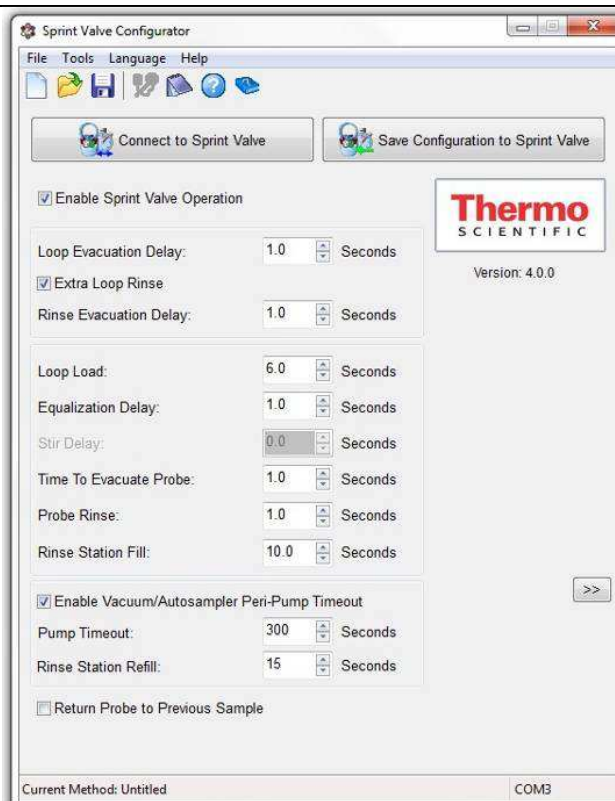 Sprint Valve Configurator
File Tools Language Help
Connect to Sprint Valve Save Configuration to Sprint Valve
Enable Sprint Valve Operation
Thermo
SCIENTIFIC
Version: 4.0.0
Loop Evacuation Delay: 1.0 Seconds
Extra Loop Rinse
Rinse Evacuation Delay: 1.0 Seconds
Loop Load: 6.0 Seconds
Equalization Delay: 1.0 Seconds
Stir Delay: 0.0 Seconds
Time To Evacuate Probe: 1.0 Seconds
Probe Rinse: 1.0 Seconds
Rinse Station Fill: 10.0 Seconds
>>
Enable Vacuum/Autosampler Peri-Pump Timeout
Pump Timeout: 300 Seconds
Rinse Station Refill: 15 Seconds
Return Probe to Previous Sample
Current Method: Untitled COM3